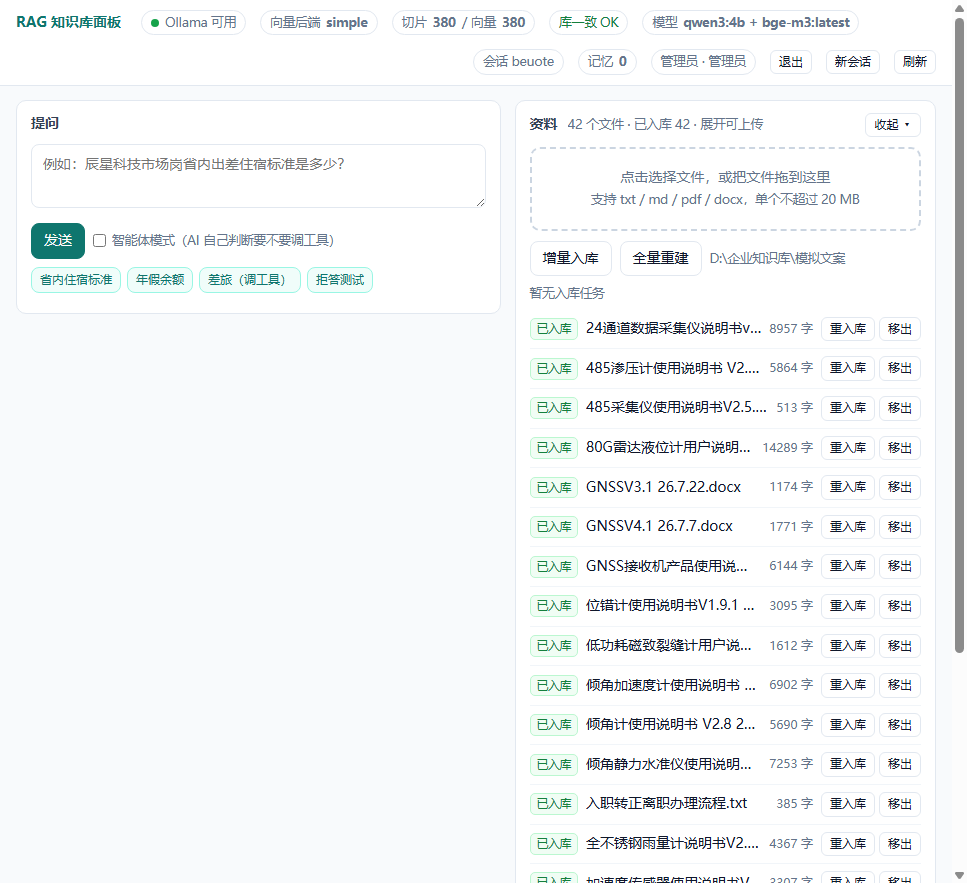 RAG 知识库面板 Ollama 可用 向量后端 simple 切片 380 / 向量 380 库一致 OK 模型 qwen3:4b + bge-m3:latest
会话 beuote 记忆 0 管理员 · 管理员 退出 新会话 刷新
提问
例如：辰星科技市场岗省内出差住宿标准是多少？
发送 智能体模式（AI 自己判断要不要调工具）
省内住宿标准 年假余额 差旅（调工具） 拒答测试
资料 42 个文件 · 已入库 42 · 展开可上传 收起
点击选择文件，或把文件拖到这里
支持 txt / md / pdf / docx，单个不超过 20 MB
增量入库 全量重建 D:\企业知识库\模拟文案
暂无入库任务
已入库 24通道数据采集仪说明书v... 8957 字 重入库 移出
已入库 485渗压计使用说明书 V2.... 5864 字 重入库 移出
已入库 485采集仪使用说明书V2.5.... 513 字 重入库 移出
已入库 80G雷达液位计用户说明... 14289 字 重入库 移出
已入库 GNSSV3.1 26.7.22.docx 1174 字 重入库 移出
已入库 GNSSV4.1 26.7.7.docx 1771 字 重入库 移出
已入库 GNSS接收机产品使用说... 6144 字 重入库 移出
已入库 位错计使用说明书V1.9.1 ... 3095 字 重入库 移出
已入库 低功耗磁致裂缝计用户说... 1612 字 重入库 移出
已入库 倾角加速度计使用说明书 ... 6902 字 重入库 移出
已入库 倾角计使用说明书 V2.8 2... 5690 字 重入库 移出
已入库 倾角静力水准仪使用说明... 7253 字 重入库 移出
已入库 入职转正离职办理流程.txt 385 字 重入库 移出
已入库 全不锈钢雨量计说明书V2.... 4367 字 重入库 移出
已入库 加速度传感器使用说明书V... 3307 字 重入库 移出